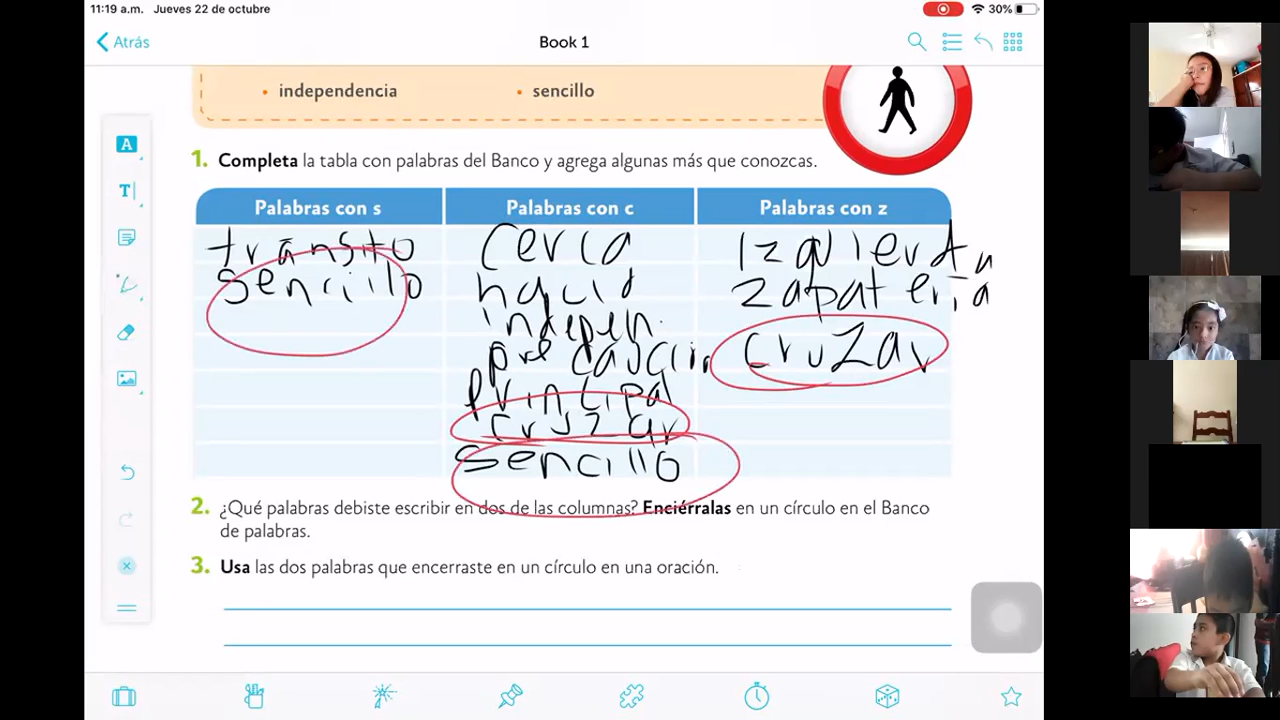 11:19 a.m. Jueves 22 de octubre
30%
Atrás
Book 1
• independencia • sencillo
1. Completa la tabla con palabras del Banco y agrega algunas más que conozcas.
Palabras con s Palabras con c Palabras con z
tránsito cerca izquierda
sencillo hacia zapatería
indepen. cruzar
precaución
principal
cruzar
sencillo
2. ¿Qué palabras debiste escribir en dos de las columnas? Enciérralas en un círculo en el Banco
de palabras.
3. Usa las dos palabras que encerraste en un círculo en una oración.